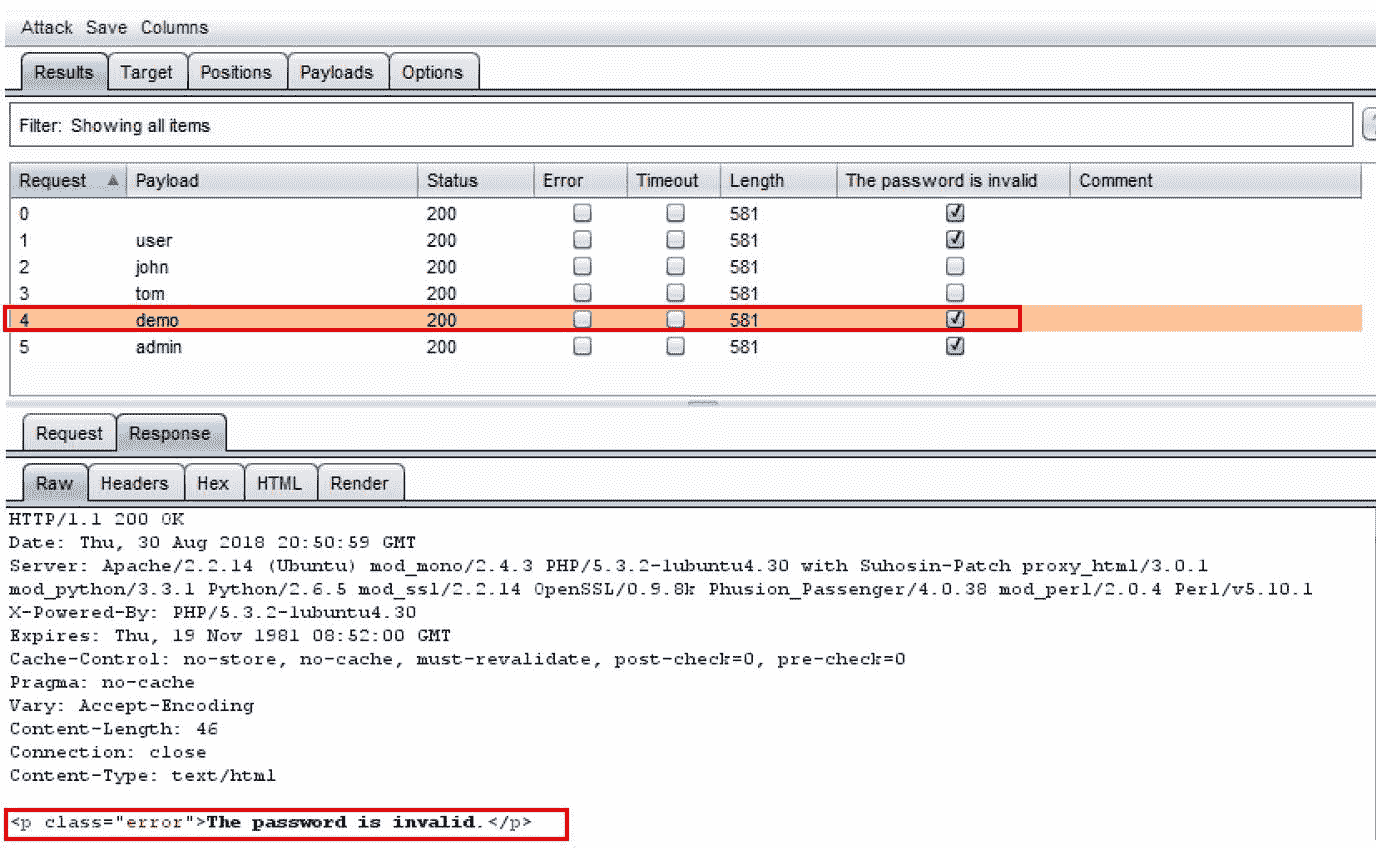 Attack Save Columns
Results Target Positions Payloads Options
Filter: Showing all items
Request Payload Status Error Timeout Length The password is invalid Comment
0 200 581
1 user 200 581
2 john 200 581
3 tom 200 581
4 demo 200 581
5 admin 200 581
Request Response
Raw Headers Hex HTML Render
HTTP/1.1 200 OK
Date: Thu, 30 Aug 2018 20:50:59 GMT
Server: Apache/2.2.14 (Ubuntu) mod_mono/2.4.3 PHP/5.3.2-1ubuntu4.30 with Suhosin-Patch proxy_html/3.0.1
mod_python/3.3.1 Python/2.6.5 mod_ssl/2.2.14 OpenSSL/0.9.8k Phusion_Passenger/4.0.38 mod_perl/2.0.4 Perl/v5.10.1
X-Powered-By: PHP/5.3.2-1ubuntu4.30
Expires: Thu, 19 Nov 1981 08:52:00 GMT
Cache-Control: no-store, no-cache, must-revalidate, post-check=0, pre-check=0
Pragma: no-cache
Vary: Accept-Encoding
Content-Length: 46
Connection: close
Content-Type: text/html
<p class="error">The password is invalid.</p>